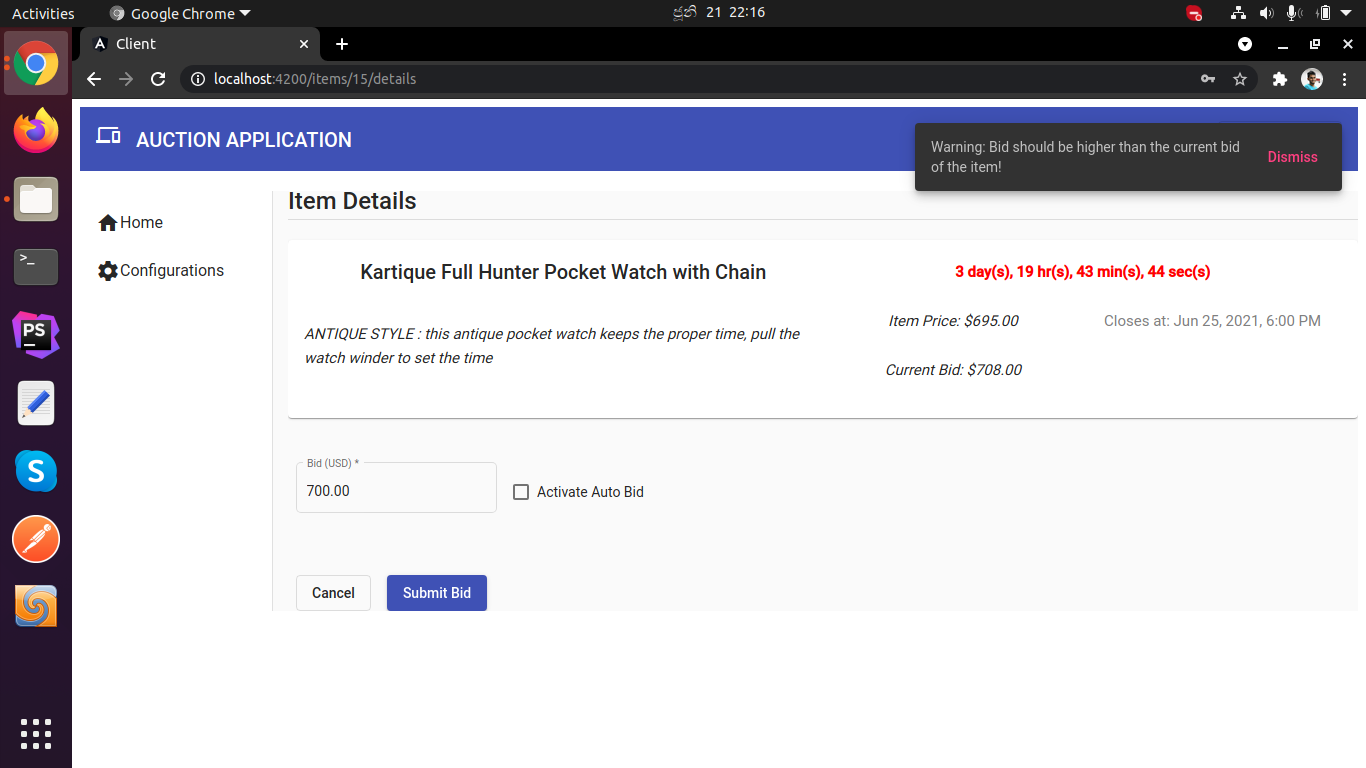 Activities
Google Chrome
ජූනි 21 22:16
Client
localhost:4200/items/15/details
AUCTION APPLICATION
Warning: Bid should be higher than the current bid
of the item!
Dismiss
Home
Configurations
Item Details
Kartique Full Hunter Pocket Watch with Chain
3 day(s), 19 hr(s), 43 min(s), 44 sec(s)
ANTIQUE STYLE : this antique pocket watch keeps the proper time, pull the
watch winder to set the time
Item Price: $695.00
Closes at: Jun 25, 2021, 6:00 PM
Current Bid: $708.00
Bid (USD) *
700.00
Activate Auto Bid
Cancel
Submit Bid
>_
PS
S